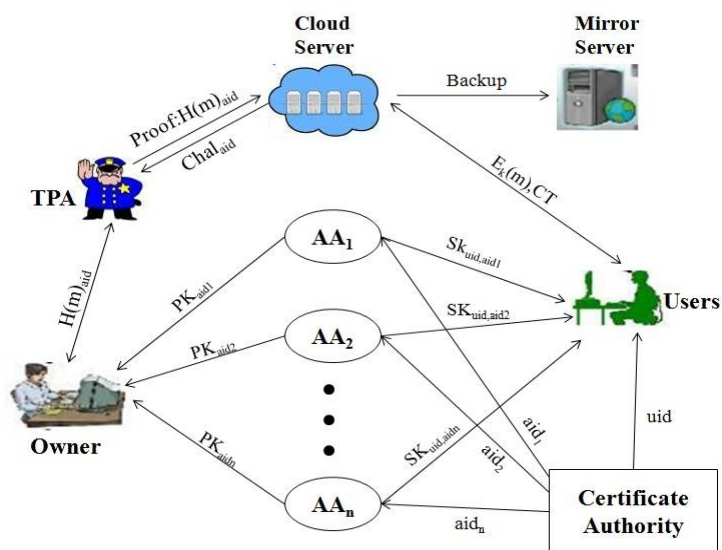 Cloud
Server
Mirror
Server
Backup
Proof:H(m)aid
Chalaid
TPA
Ek(m),CT
AA1
Skuid,aid1
PKaid1
H(m)aid
Users
AA2
SKuid,aid2
PKaid2
Owner
PKaidn
SKuid,aidn
aid1
aid2
uid
AAn
aidn
Certificate
Authority